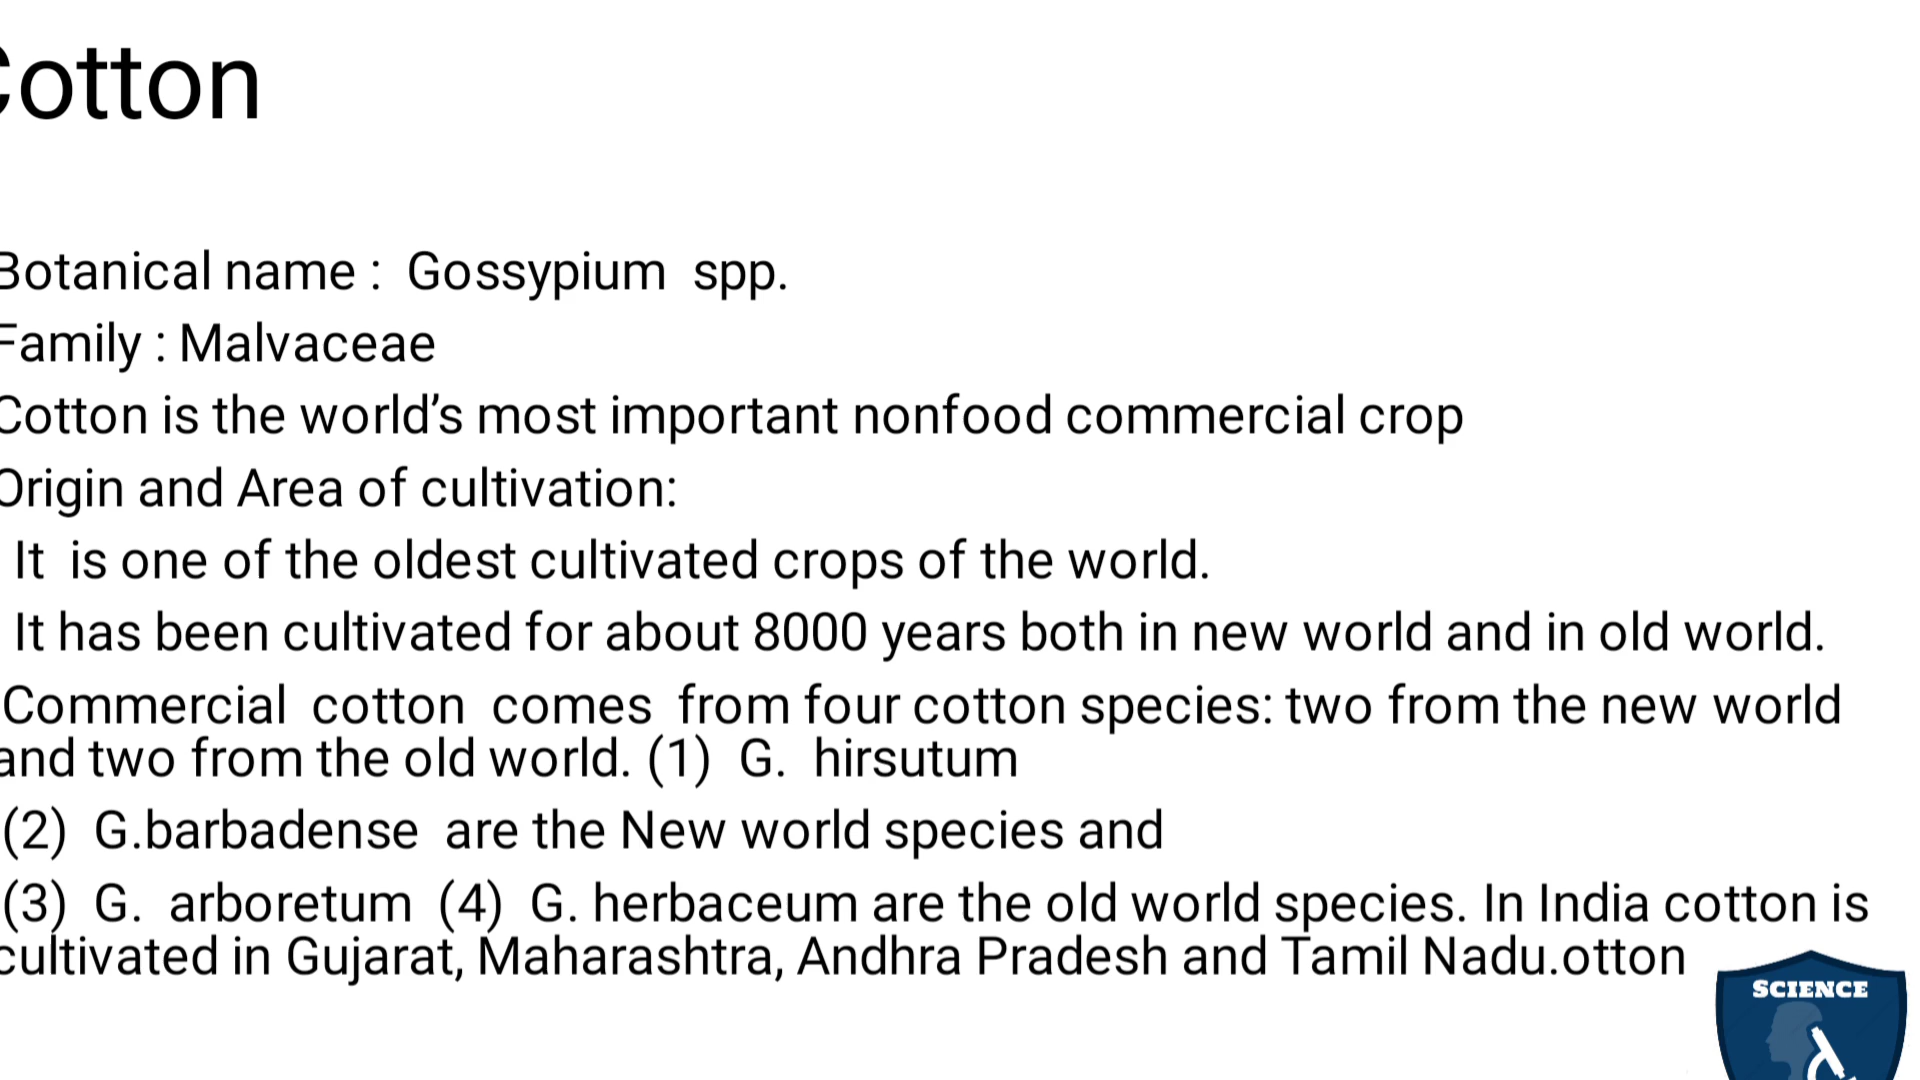 Cotton
Botanical name :  Gossypium  spp.
Family : Malvaceae
Cotton is the world’s most important nonfood commercial crop
Origin and Area of cultivation:
It  is one of the oldest cultivated crops of the world.
It has been cultivated for about 8000 years both in new world and in old world.
Commercial  cotton  comes  from four cotton species: two from the new world
and two from the old world. (1)  G.  hirsutum
(2)  G.barbadense  are the New world species and
(3)  G.  arboretum  (4)  G. herbaceum are the old world species. In India cotton is
cultivated in Gujarat, Maharashtra, Andhra Pradesh and Tamil Nadu.otton
SCIENCE